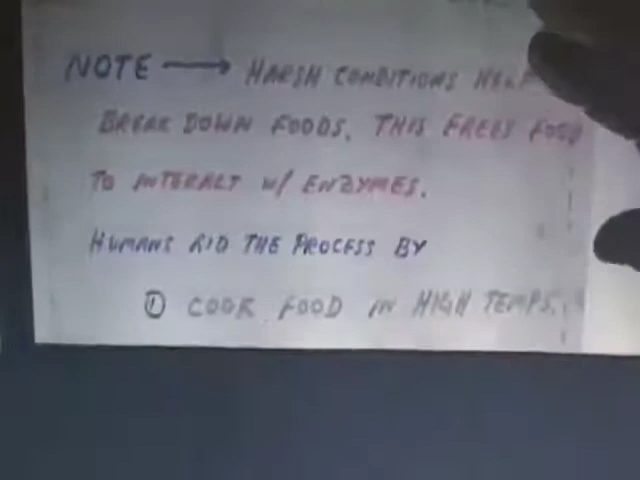 NOTE → HARSH CONDITIONS HELP
BREAK DOWN FOODS. THIS FREES FOOD
TO INTERACT W/ ENZYMES.
HUMANS AID THE PROCESS BY
① COOK FOOD IN HIGH TEMPS.